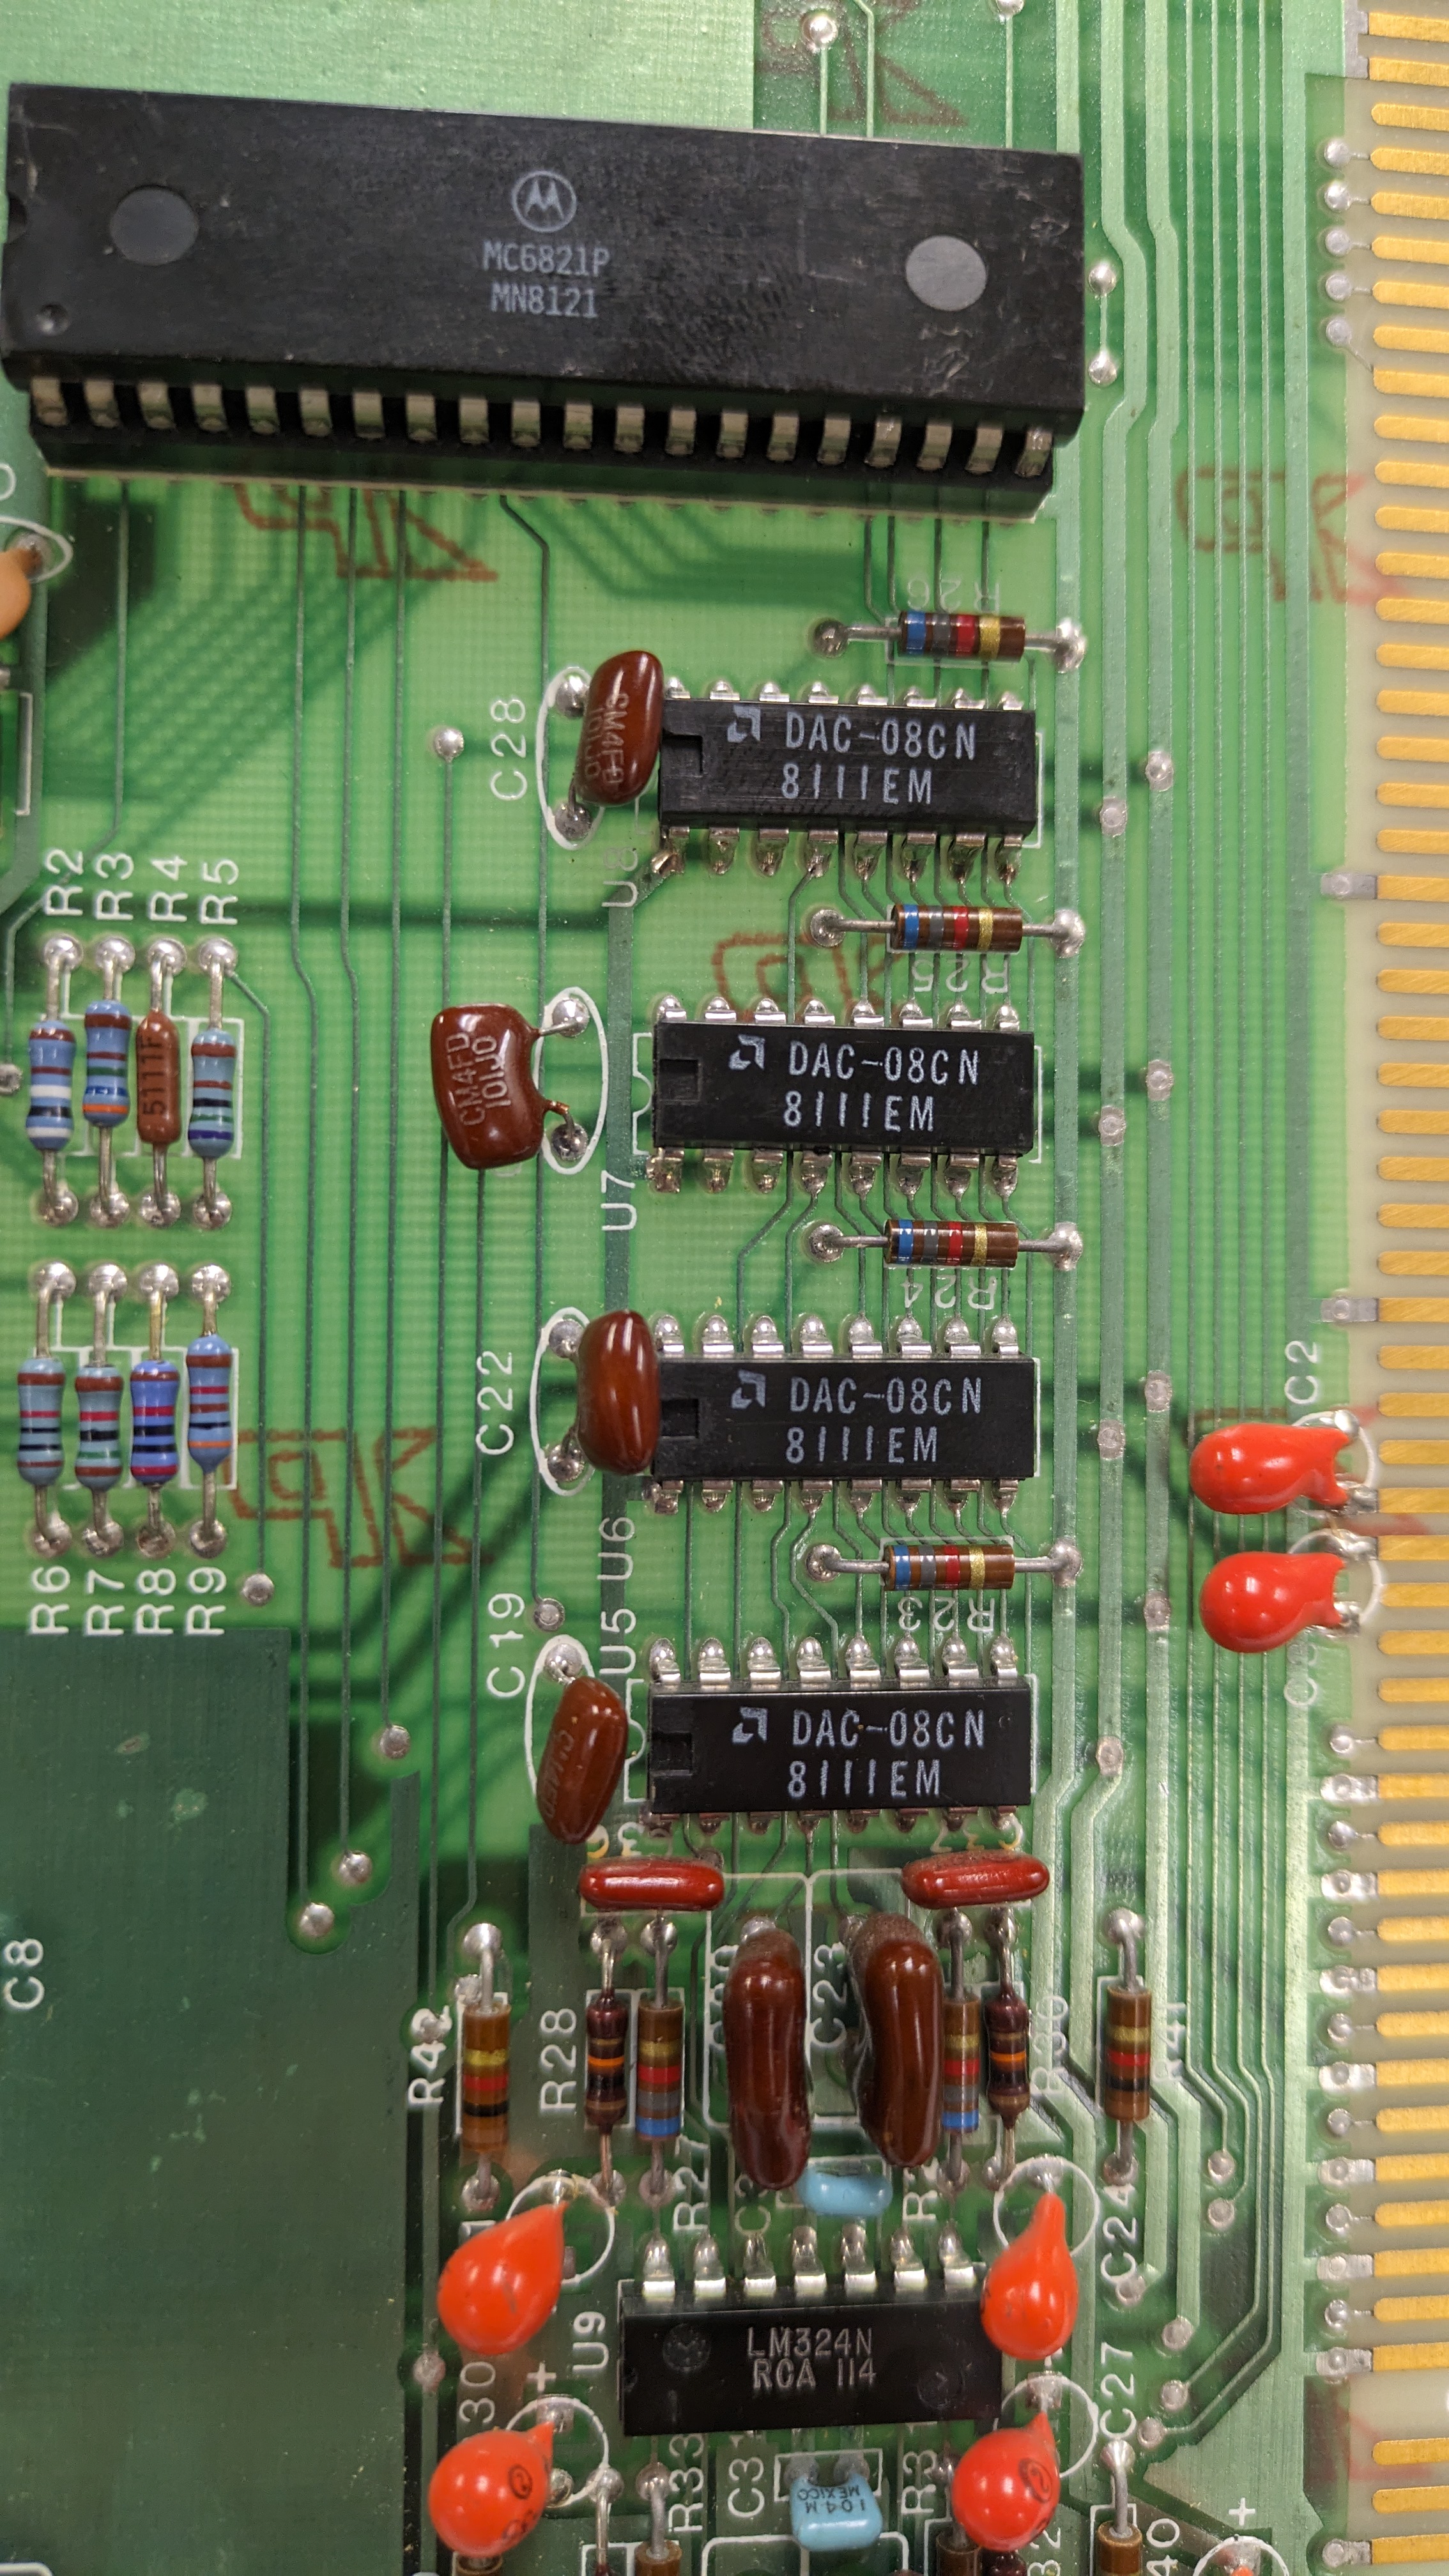 MC6821P
MN8121
R26
C28
CM4FD
101J0
DAC-08CN
8111EM
U8
R2
R3
R4
R5
R25
5111F
CM4FD
101J0
DAC-08CN
8111EM
U7
R24
C22
DAC-08CN
8111EM
C2
U6
R6
R7
R8
R9
R23
C19
U5
DAC-08CN
8111EM
C8
C23
R42
R28
R30
R41
R27
C24
U9
LM324N
RCA 114
+
30
C27
R33
104M
MEXICO
40
+